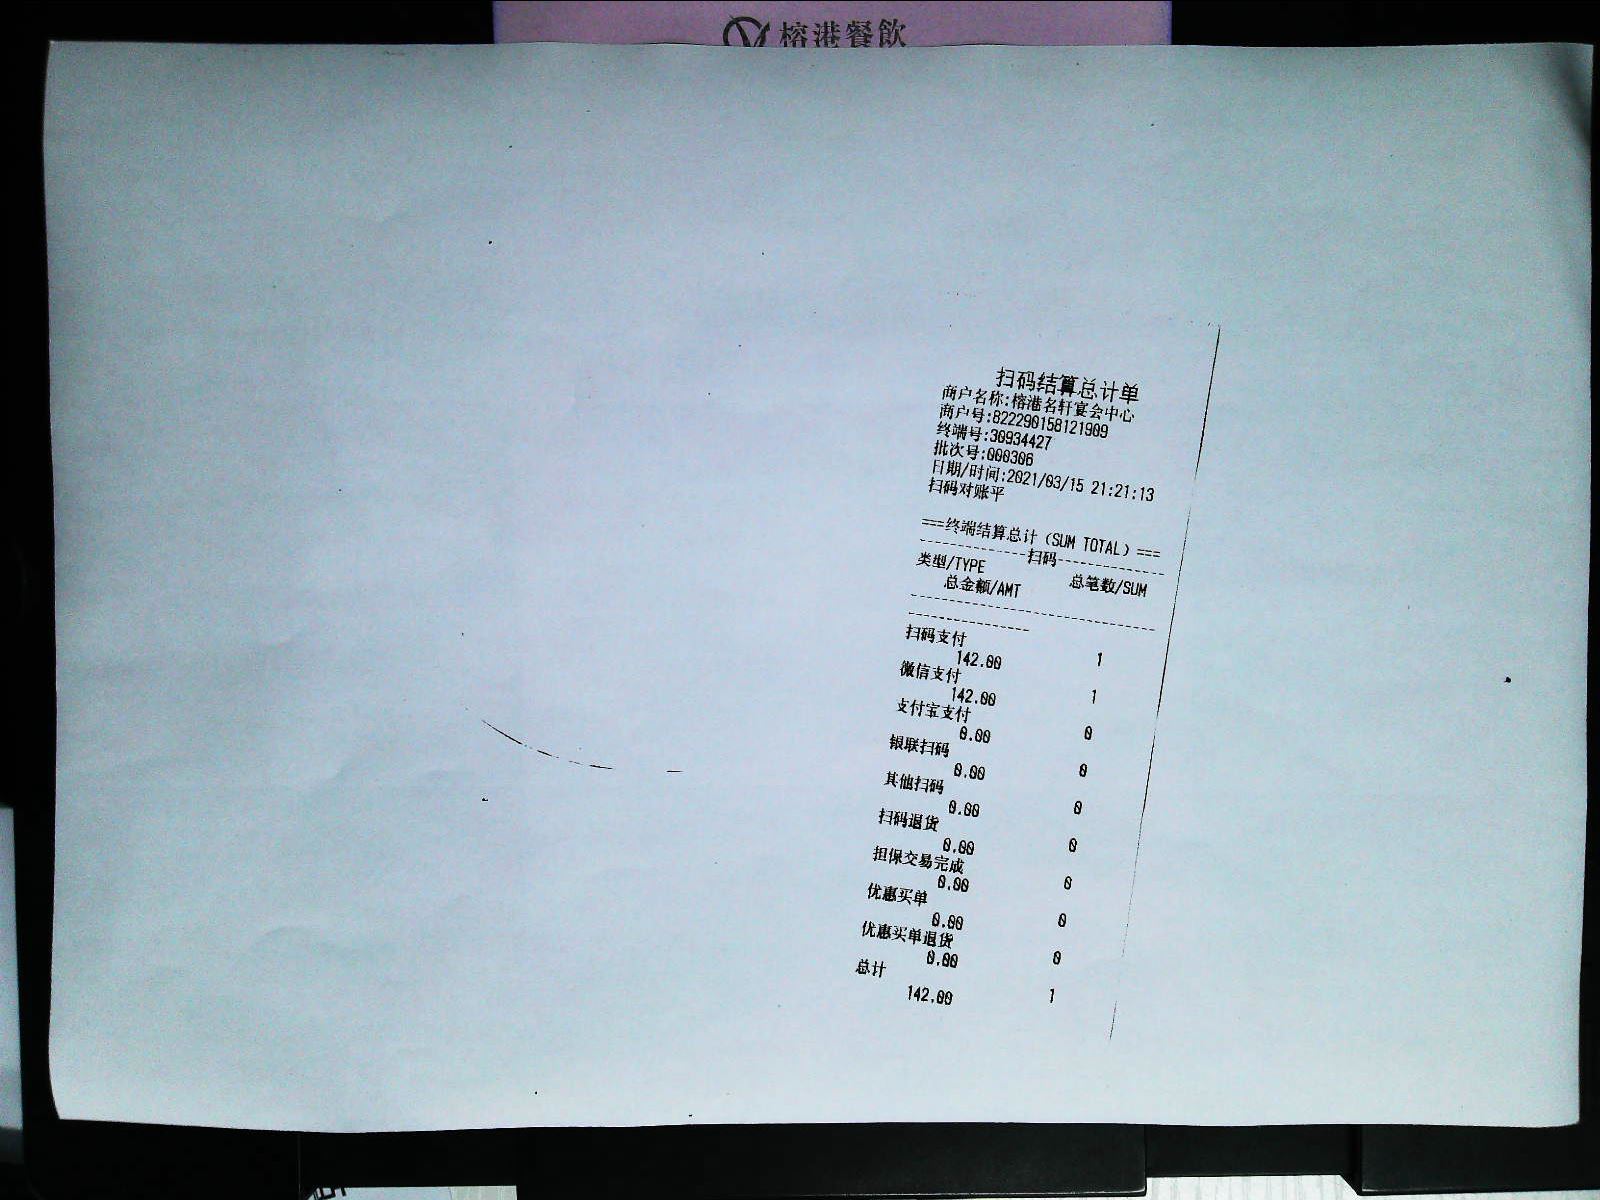 榕港餐飲
扫码结算总计单
商户名称:榕港名轩宴会中心
商户号:822290158121909
终端号:30934427
批次号:000306
日期/时间:2021/03/15 21:21:13
扫码对账平
===终端结算总计（SUM TOTAL）===
----------------扫码----------------
类型/TYPE 总笔数/SUM
总金额/AMT
扫码支付
142.00 1
微信支付
142.00 1
支付宝支付
0.00 0
银联扫码
0.00 0
其他扫码
0.00 0
扫码退货
0.00 0
担保交易完成
0.00 0
优惠买单
0.00 0
优惠买单退货
0.00 0
总计
142.00 1